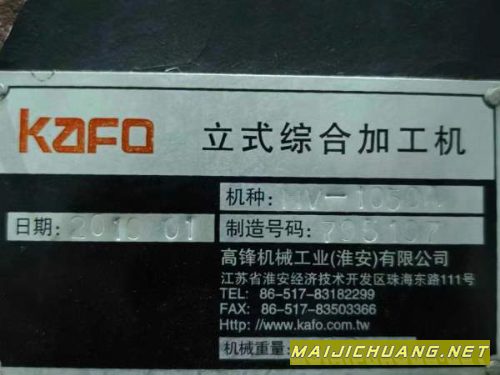 KAFO 立式综合加工机
机种:
日期: 2010 01 制造号码:
高锋机械工业(淮安)有限公司
江苏省淮安经济技术开发区珠海东路111号
TEL: 86-517-83182299
FAX: 86-517-83503366
Http: //www.kafo.com.tw
机械重量:
MAIJICHUANG.NET